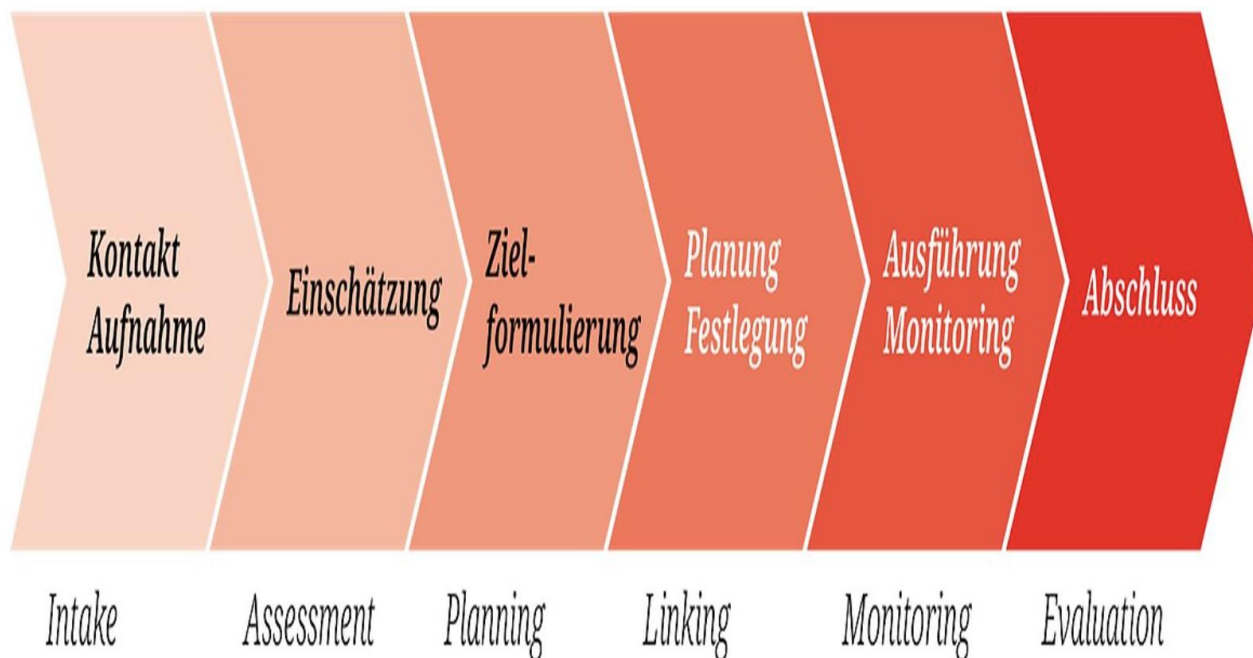 Kontakt
Aufnahme
Einschätzung
Ziel-
formulierung
Planung
Festlegung
Ausführung
Monitoring
Abschluss
Intake
Assessment
Planning
Linking
Monitoring
Evaluation